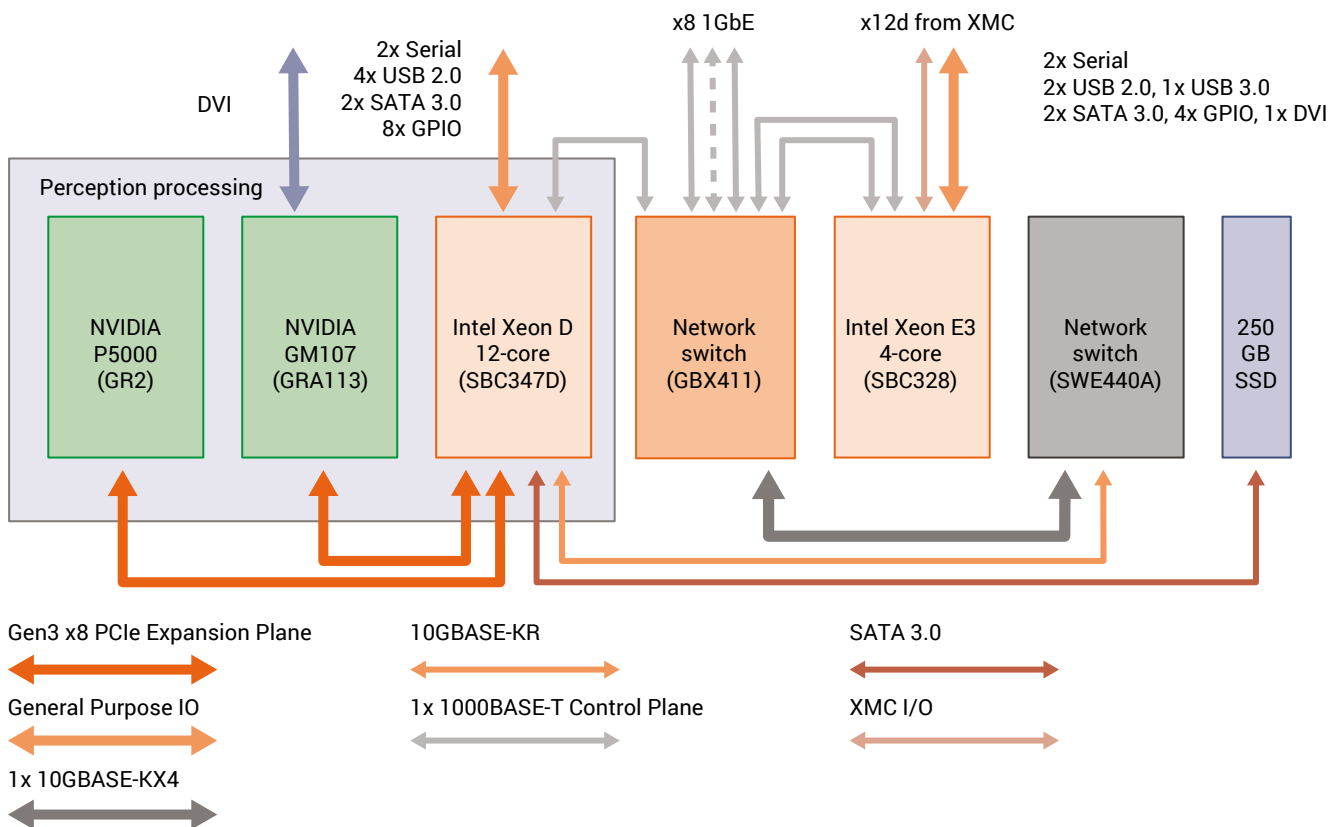 x8 1GbE
x12d from XMC
2x Serial
4x USB 2.0
2x SATA 3.0
8x GPIO
DVI
2x Serial
2x USB 2.0, 1x USB 3.0
2x SATA 3.0, 4x GPIO, 1x DVI
Perception processing
NVIDIA
P5000
(GR2)
NVIDIA
GM107
(GRA113)
Intel Xeon D
12-core
(SBC347D)
Network
switch
(GBX411)
Intel Xeon E3
4-core
(SBC328)
Network
switch
(SWE440A)
250
GB
SSD
Gen3 x8 PCIe Expansion Plane
10GBASE-KR
SATA 3.0
General Purpose IO
1x 1000BASE-T Control Plane
XMC I/O
1x 10GBASE-KX4